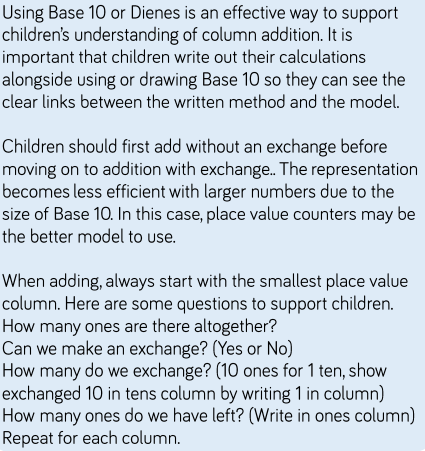 Using Base 10 or Dienes is an effective way to support
children's understanding of column addition. It is
important that children write out their calculations
alongside using or drawing Base 10 so they can see the
clear links between the written method and the model.
Children should first add without an exchange before
moving on to addition with exchange.. The representation
becomes less efficient with larger numbers due to the
size of Base 10. In this case, place value counters may be
the better model to use.
When adding, always start with the smallest place value
column. Here are some questions to support children.
How many ones are there altogether?
Can we make an exchange? (Yes or No)
How many do we exchange? (10 ones for 1 ten, show
exchanged 10 in tens column by writing 1 in column)
How many ones do we have left? (Write in ones column)
Repeat for each column.